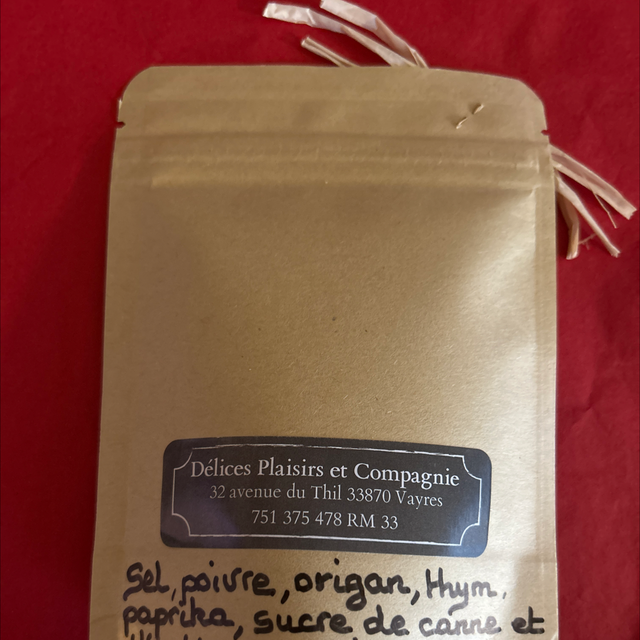 Délices Plaisirs et Compagnie
32 avenue du Thil 33870 Vayres
751 375 478 RM 33
Sel, poivre, origan, thym,
paprika, sucre de canne et